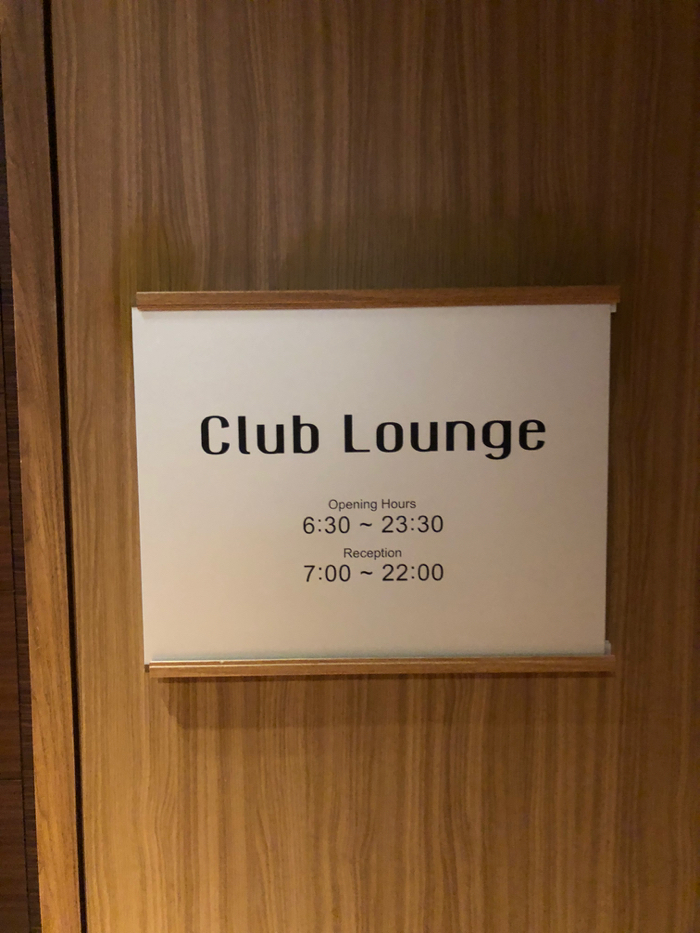 Club Lounge
Opening Hours
6:30 ~ 23:30
Reception
7:00 ~ 22:00